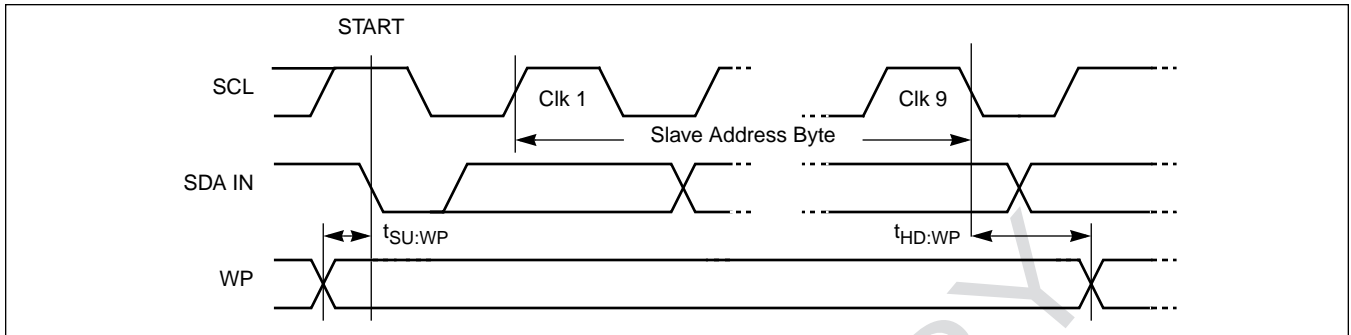 START
SCL
Clk 1
Clk 9
Slave Address Byte
SDA IN
tSU:WP
tHD:WP
WP
Y